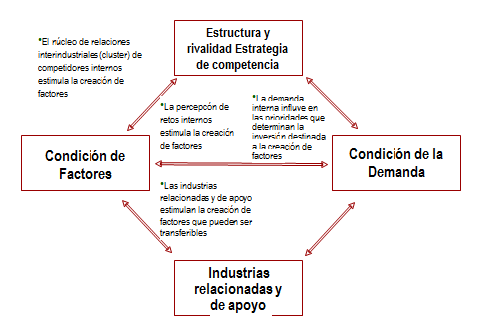 Estructura y
rivalidad Estrategia
de competencia
*El núcleo de relaciones
interindustriales (cluster) de
competidores internos
estimula la creación de
factores
*La percepción de
retos internos
estimula la creación
de factores
*La demanda
interna influye en
las prioridades que
determinan la
inversión destinada
a la creación de
factores
Condición de
Factores
Condición de la
Demanda
*Las industrias
relacionadas y de apoyo
estimulan la creación de
factores que pueden ser
transferibles
Industrias
relacionadas y
de apoyo